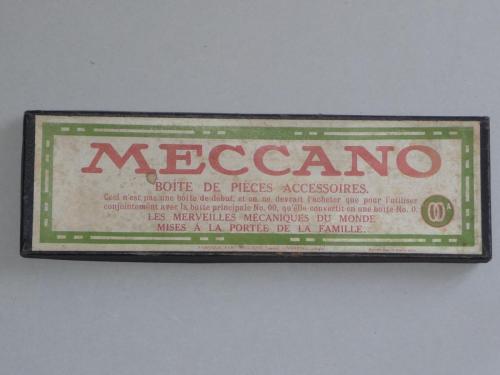 MECCANO
BOÎTE DE PIÈCES ACCESSOIRES.
Ceci n'est pas une boîte de début, et on ne devrait l'acheter que pour l'utiliser
conjointement avec la boîte principale No. 00, qu'elle convertit en une boîte No. 0.
LES MERVEILLES MÉCANIQUES DU MONDE
MISES À LA PORTÉE DE LA FAMILLE.
00A